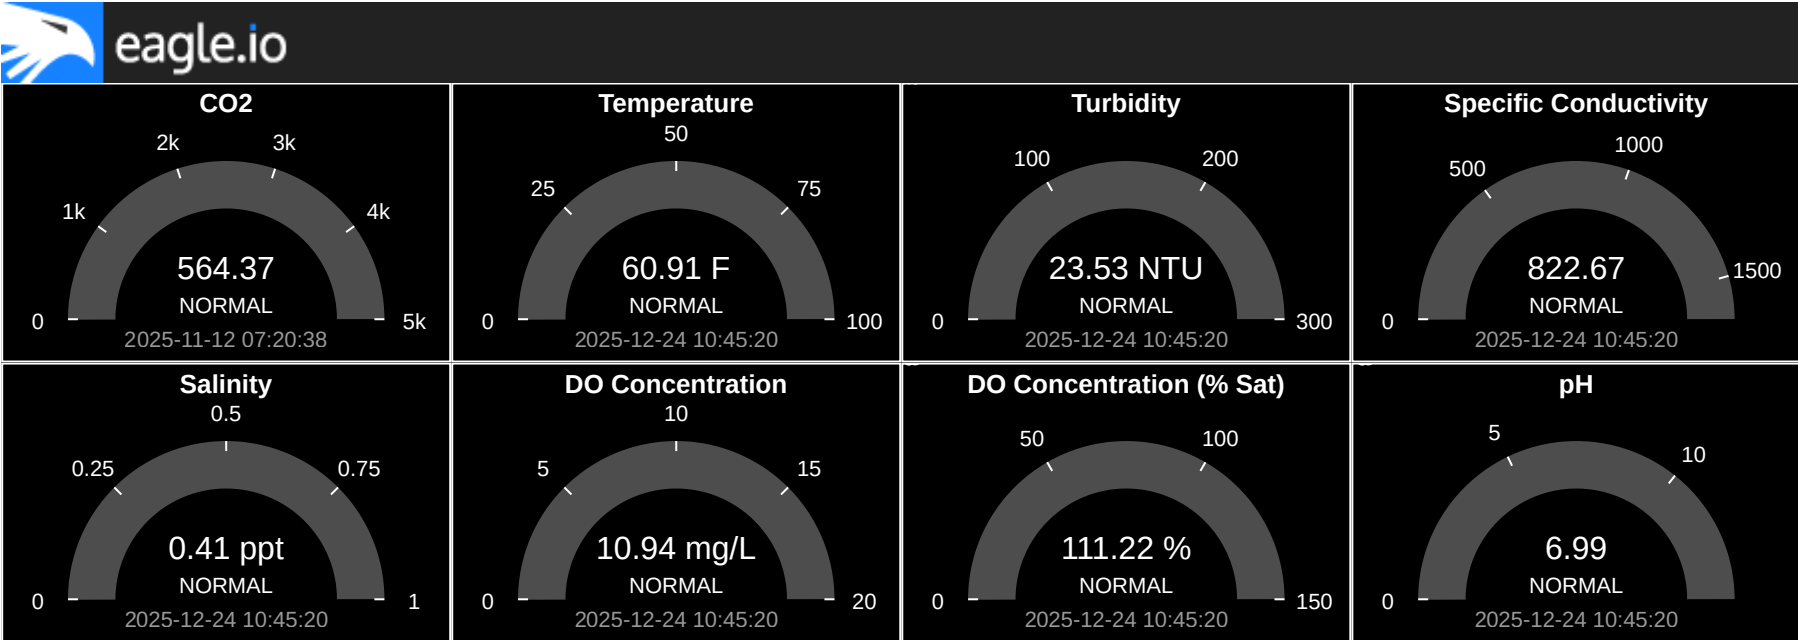 eagle.io
CO2
2k
3k
1k
4k
564.37
NORMAL
0
5k
2025-11-12 07:20:38
Temperature
50
25
75
60.91 F
NORMAL
0
100
2025-12-24 10:45:20
Turbidity
100
200
23.53 NTU
NORMAL
0
300
2025-12-24 10:45:20
Specific Conductivity
1000
500
822.67
1500
NORMAL
0
2025-12-24 10:45:20
Salinity
0.5
0.25
0.75
0.41 ppt
NORMAL
0
1
2025-12-24 10:45:20
DO Concentration
10
5
15
10.94 mg/L
NORMAL
0
20
2025-12-24 10:45:20
DO Concentration (% Sat)
50
100
111.22 %
NORMAL
0
150
2025-12-24 10:45:20
pH
5
10
6.99
NORMAL
0
2025-12-24 10:45:20